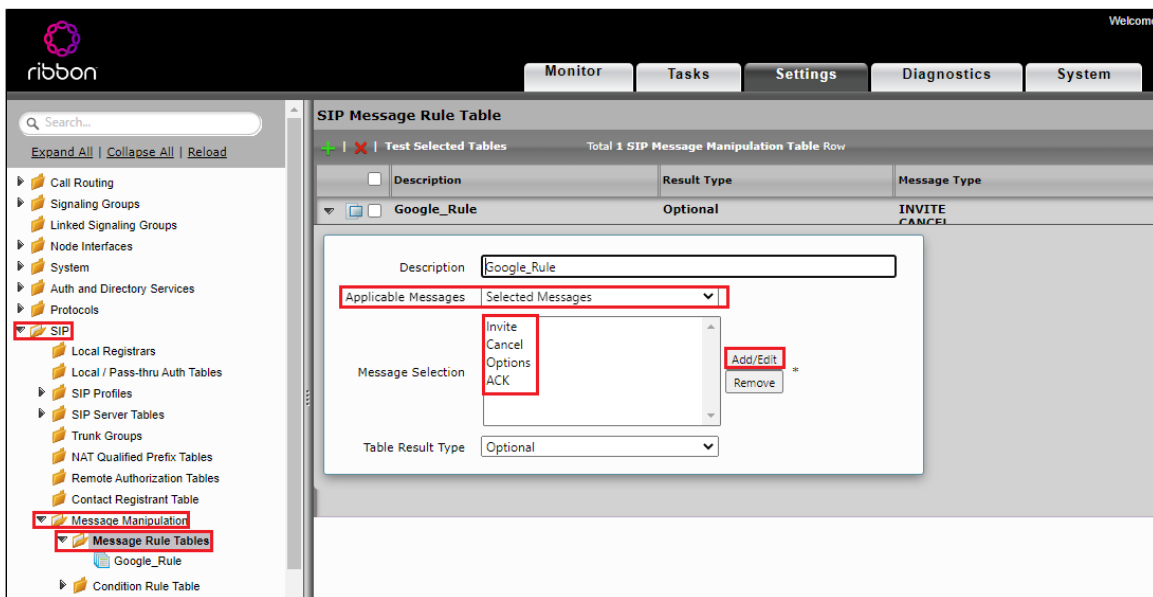 Welcome
ribbon
Monitor Tasks Settings Diagnostics System
Search...
Expand All | Collapse All | Reload
Call Routing
Signaling Groups
Linked Signaling Groups
Node Interfaces
System
Auth and Directory Services
Protocols
SIP
Local Registrars
Local / Pass-thru Auth Tables
SIP Profiles
SIP Server Tables
Trunk Groups
NAT Qualified Prefix Tables
Remote Authorization Tables
Contact Registrant Table
Message Manipulation
Message Rule Tables
Google_Rule
Condition Rule Table
SIP Message Rule Table
| | Test Selected Tables Total 1 SIP Message Manipulation Table Row
Description Result Type Message Type
Google_Rule Optional INVITE
CANCEL
Description Google_Rule
Applicable Messages Selected Messages
Message Selection
Invite
Cancel
Options
ACK
Add/Edit
Remove
*
Table Result Type Optional